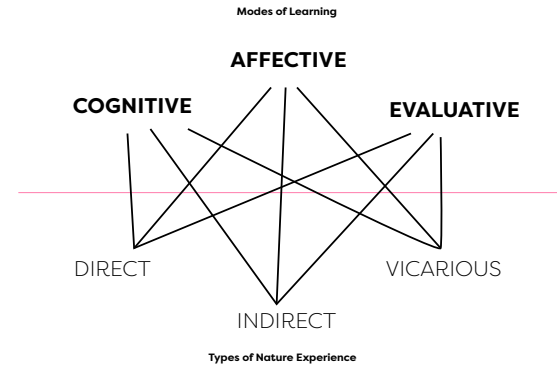 Modes of Learning
AFFECTIVE
COGNITIVE
EVALUATIVE
DIRECT
VICARIOUS
INDIRECT
Types of Nature Experience